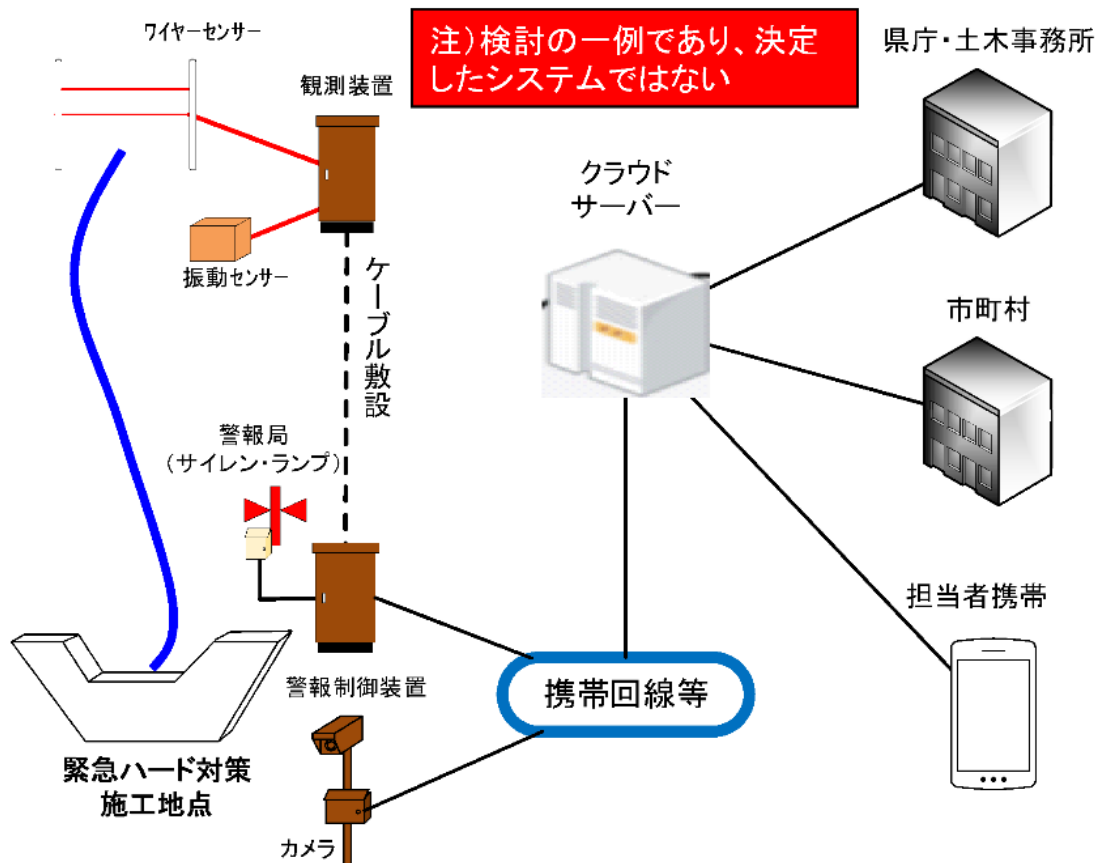 ワイヤーセンサー
注）検討の一例であり、決定
したシステムではない
県庁・土木事務所
観測装置
クラウド
サーバー
振動センサー
ケーブル敷設
市町村
警報局
（サイレン・ランプ）
担当者携帯
警報制御装置
携帯回線等
緊急ハード対策
施工地点
カメラ